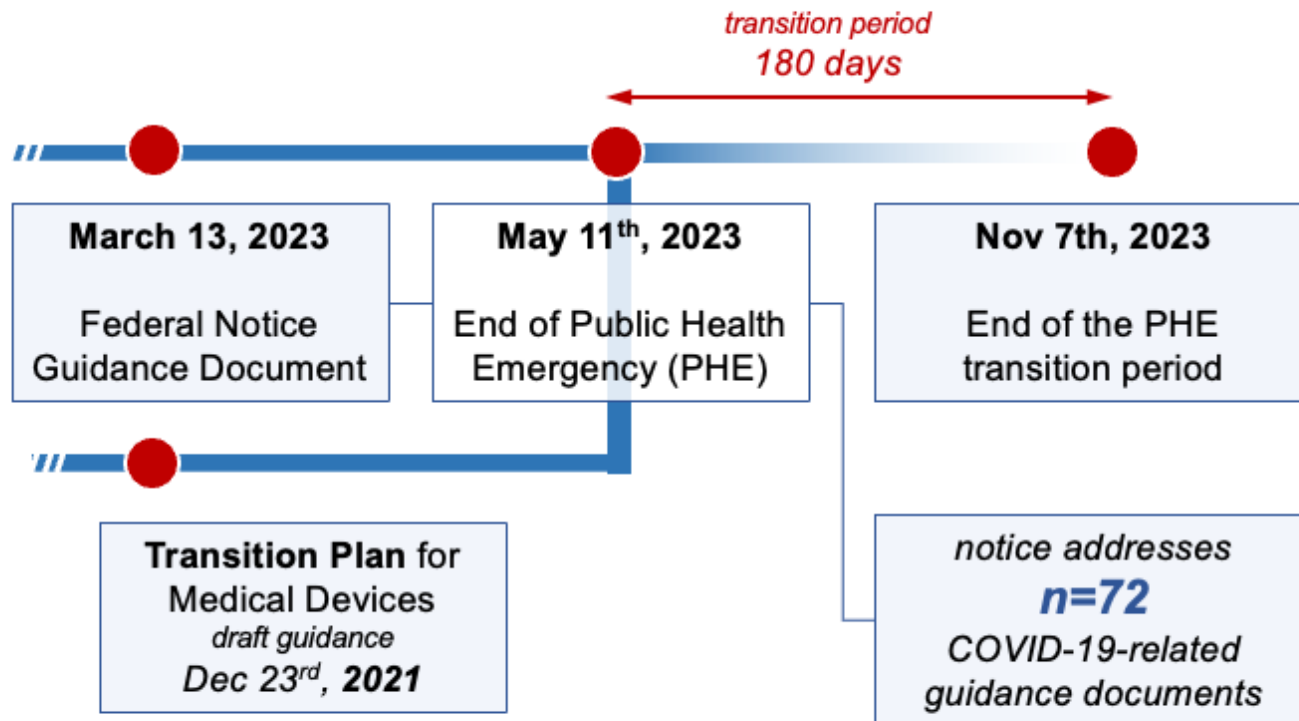 transition period
180 days
March 13, 2023
Federal Notice
Guidance Document
May 11th, 2023
End of Public Health
Emergency (PHE)
Nov 7th, 2023
End of the PHE
transition period
Transition Plan for
Medical Devices
draft guidance
Dec 23rd, 2021
notice addresses
n=72
COVID-19-related
guidance documents